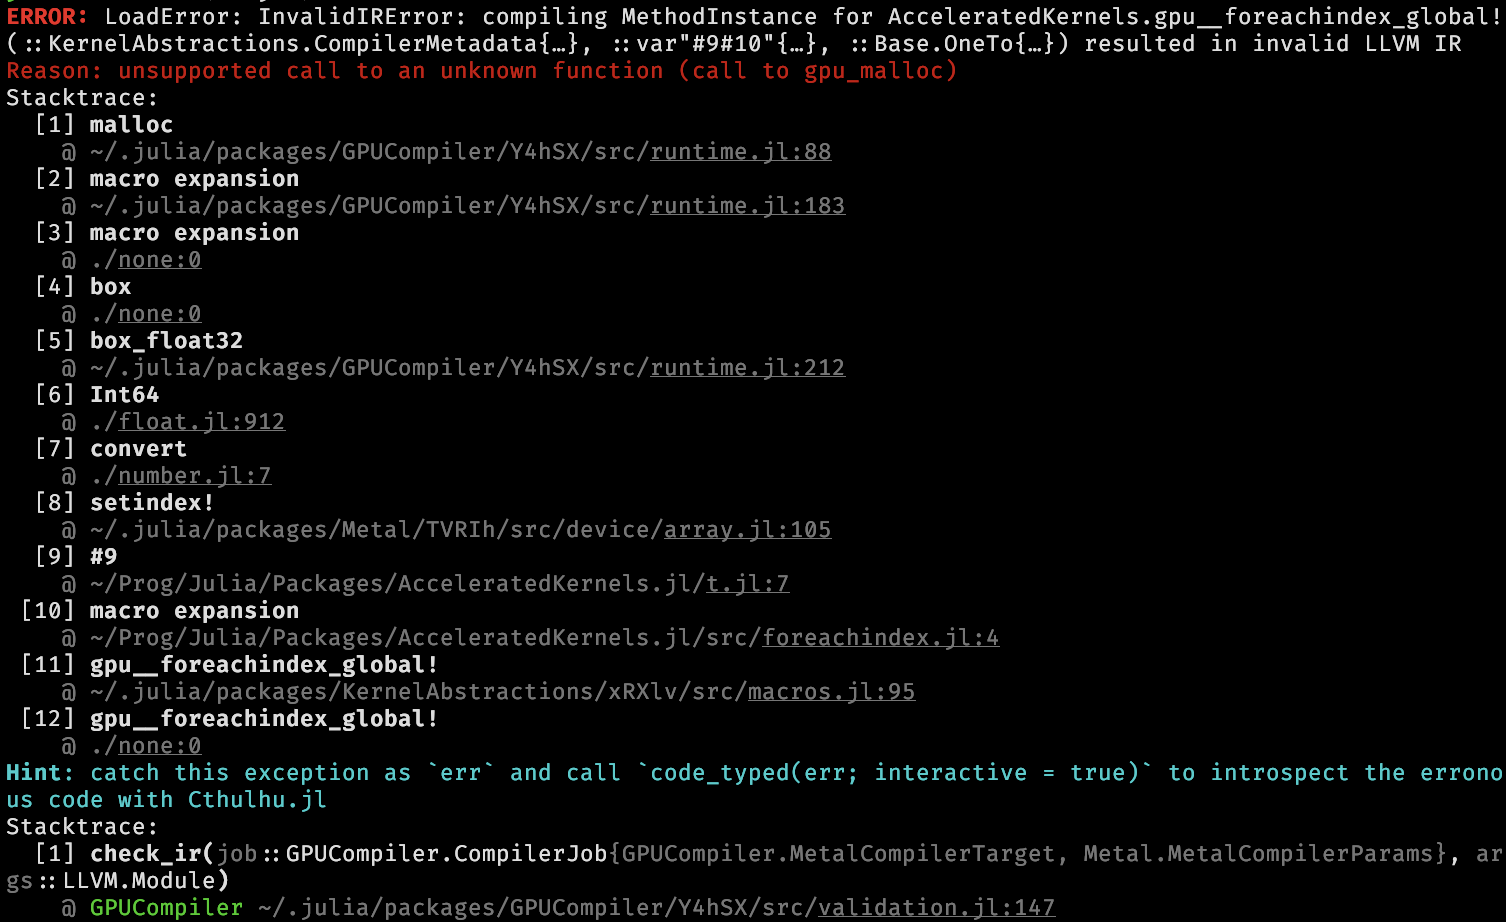 ERROR: LoadError: InvalidIRError: compiling MethodInstance for AcceleratedKernels.gpu__foreachindex_global!
(::KernelAbstractions.CompilerMetadata{…}, ::var"#9#10"{…}, ::Base.OneTo{…}) resulted in invalid LLVM IR
Reason: unsupported call to an unknown function (call to gpu_malloc)
Stacktrace:
  [1] malloc
    @ ~/.julia/packages/GPUCompiler/Y4hSX/src/runtime.jl:88
  [2] macro expansion
    @ ~/.julia/packages/GPUCompiler/Y4hSX/src/runtime.jl:183
  [3] macro expansion
    @ ./none:0
  [4] box
    @ ./none:0
  [5] box_float32
    @ ~/.julia/packages/GPUCompiler/Y4hSX/src/runtime.jl:212
  [6] Int64
    @ ./float.jl:912
  [7] convert
    @ ./number.jl:7
  [8] setindex!
    @ ~/.julia/packages/Metal/TVRIh/src/device/array.jl:105
  [9] #9
    @ ~/Prog/Julia/Packages/AcceleratedKernels.jl/t.jl:7
 [10] macro expansion
    @ ~/Prog/Julia/Packages/AcceleratedKernels.jl/src/foreachindex.jl:4
 [11] gpu__foreachindex_global!
    @ ~/.julia/packages/KernelAbstractions/xRXlv/src/macros.jl:95
 [12] gpu__foreachindex_global!
    @ ./none:0
Hint: catch this exception as `err` and call `code_typed(err; interactive = true)` to introspect the errono
us code with Cthulhu.jl
Stacktrace:
  [1] check_ir(job::GPUCompiler.CompilerJob{GPUCompiler.MetalCompilerTarget, Metal.MetalCompilerParams}, ar
gs::LLVM.Module)
    @ GPUCompiler ~/.julia/packages/GPUCompiler/Y4hSX/src/validation.jl:147